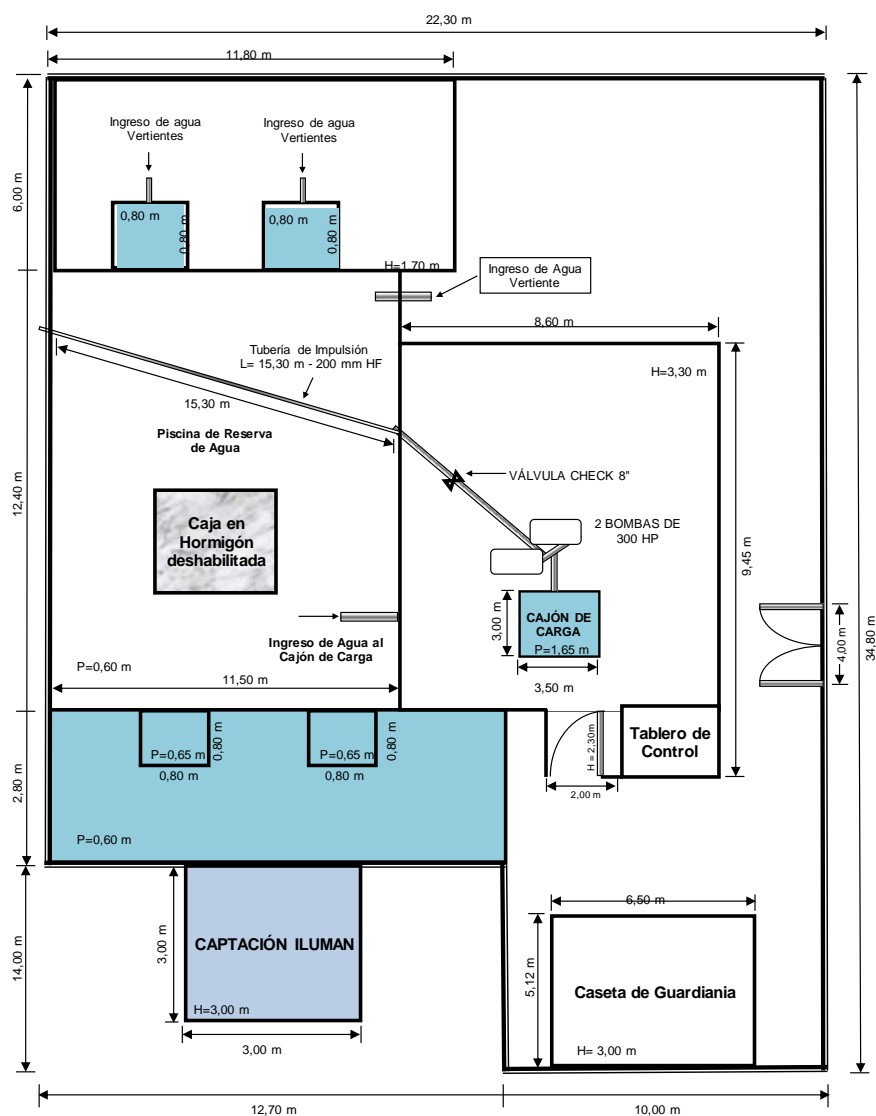 22,30 m
11,80 m
Ingreso de agua
Vertientes
Ingreso de agua
Vertientes
6,00 m
0,80 m
0,80 m
0,80 m
0,80 m
H=1,70 m
Ingreso de Agua
Vertiente
8,60 m
Tubería de Impulsión
L= 15,30 m - 200 mm HF
H=3,30 m
15,30 m
Piscina de Reserva
de Agua
VÁLVULA CHECK 8"
12,40 m
Caja en
Hormigón
deshabilitada
2 BOMBAS DE
300 HP
9,45 m
3,00 m
CAJÓN DE
CARGA
P=1,65 m
3,50 m
4,00 m
34,80 m
Ingreso de Agua al
Cajón de Carga
P=0,60 m
11,50 m
2,80 m
P=0,65 m
0,80 m
0,80 m
P=0,65 m
0,80 m
0,80 m
H = 2,30m
Tablero de
Control
2,00 m
P=0,60 m
14,00 m
3,00 m
CAPTACIÓN ILUMAN
H=3,00 m
3,00 m
6,50 m
5,12 m
Caseta de Guardiania
H= 3,00 m
12,70 m
10,00 m